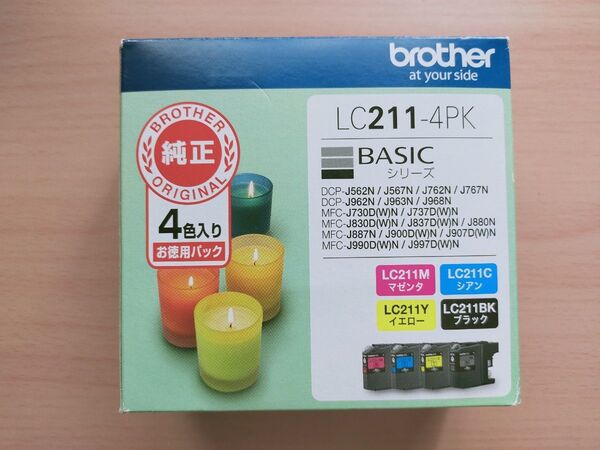 brother
at your side
BROTHER
純正
ORIGINAL
4色入り
お徳用パック
LC211-4PK
BASIC
シリーズ
DCP-J562N / J567N / J762N / J767N
DCP-J962N / J963N / J968N
MFC-J730D(W)N / J737D(W)N
MFC-J830D(W)N / J837D(W)N / J880N
MFC-J887N / J900D(W)N / J907D(W)N
MFC-J990D(W)N / J997D(W)N
LC211M
マゼンタ
LC211C
シアン
LC211Y
イエロー
LC211BK
ブラック